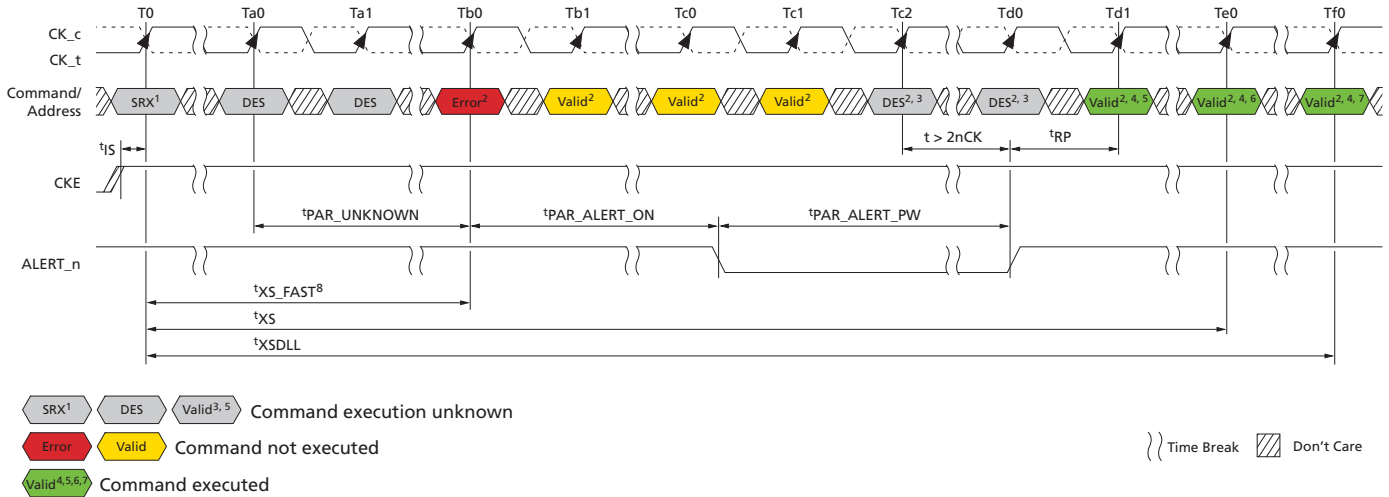 T0 Ta0 Ta1 Tb0 Tb1 Tc0 Tc1 Tc2 Td0 Td1 Te0 Tf0
CK_c
CK_t
Command/
Address
SRX1 DES DES Error2 Valid2 Valid2 Valid2 DES2, 3 DES2, 3 Valid2, 4, 5 Valid2, 4, 6 Valid2, 4, 7
tIS
t > 2nCK
tRP
CKE
tPAR_UNKNOWN
tPAR_ALERT_ON
tPAR_ALERT_PW
ALERT_n
tXS_FAST8
tXS
tXSDLL
SRX1 DES Valid3, 5 Command execution unknown
Error Valid Command not executed
Time Break Don't Care
Valid4,5,6,7 Command executed